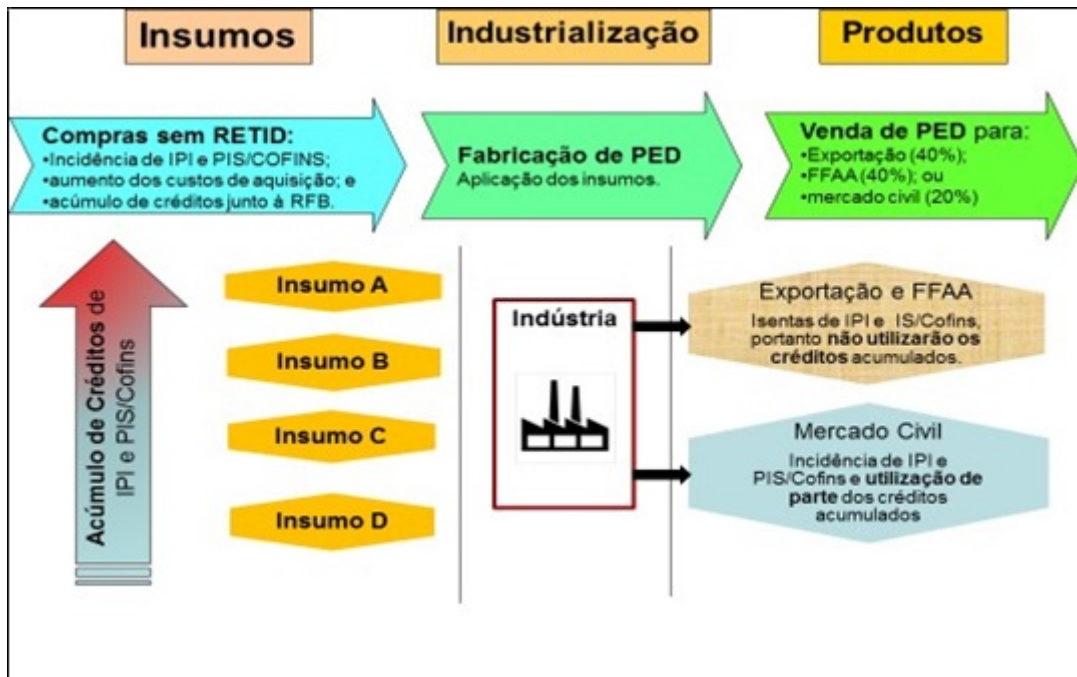 Insumos
Industrialização
Produtos
Compras sem RETID:
•Incidência de IPI e PIS/COFINS;
•aumento dos custos de aquisição; e
•acúmulo de créditos junto à RFB.
Fabricação de PED
Aplicação dos insumos.
Venda de PED para:
•Exportação (40%);
•FFAA (40%); ou
•mercado civil (20%)
Acúmulo de Créditos de
IPI e PIS/Cofins
Insumo A
Insumo B
Insumo C
Insumo D
Indústria
Exportação e FFAA
Isentas de IPI e IS/Cofins,
portanto não utilizarão os
créditos acumulados.
Mercado Civil
Incidência de IPI e
PIS/Cofins e utilização de
parte dos créditos
acumulados